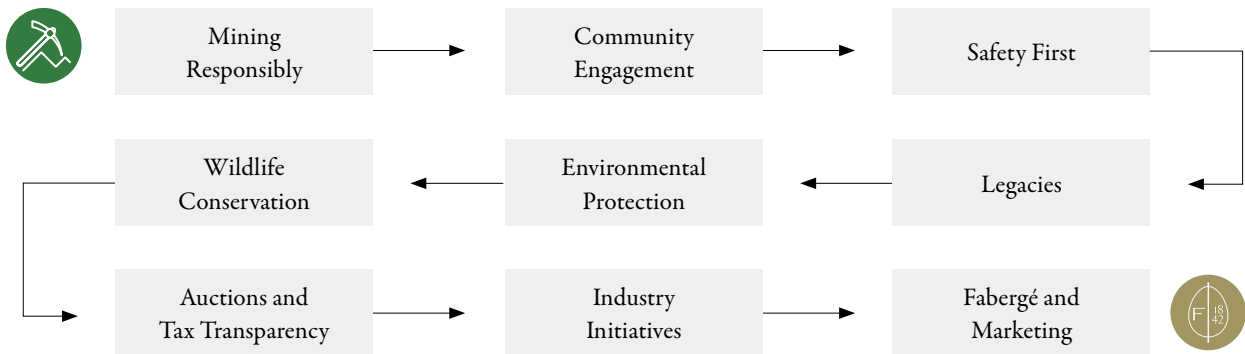 Mining
Responsibly
Community
Engagement
Safety First
Legacies
Environmental
Protection
Wildlife
Conservation
Auctions and
Tax Transparency
Industry
Initiatives
Fabergé and
Marketing
F
18
42